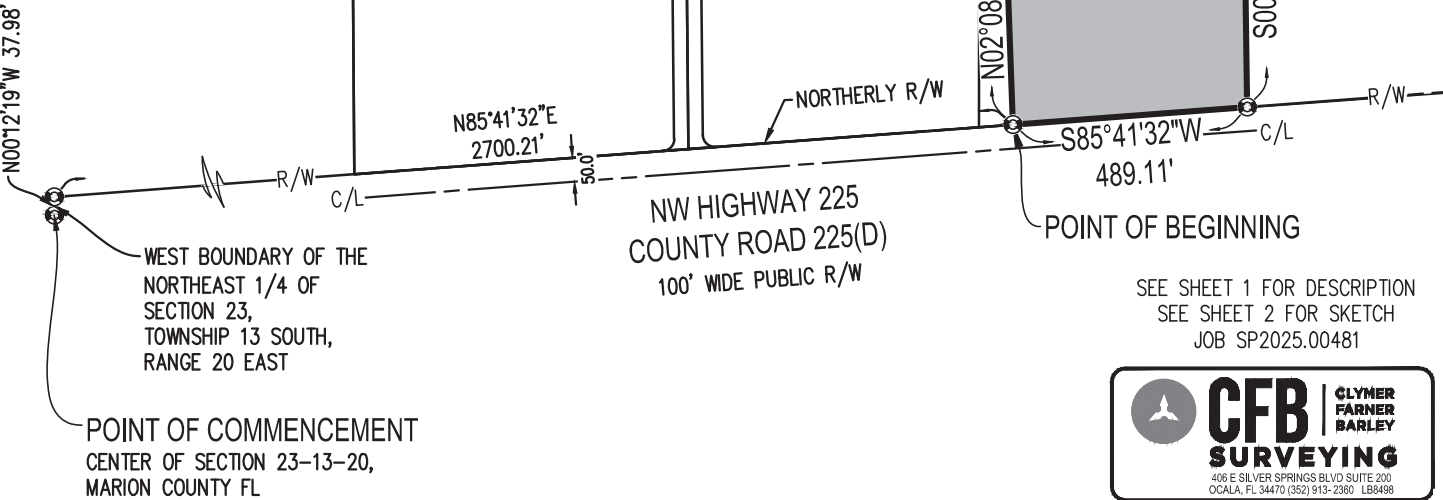 N00°12'19"W 37.98'
N02°08
S00
N85°41'32"E
2700.21'
NORTHERLY R/W
R/W
C/L
50.0'
R/W
C/L
S85°41'32"W
489.11'
NW HIGHWAY 225
COUNTY ROAD 225(D)
100' WIDE PUBLIC R/W
POINT OF BEGINNING
WEST BOUNDARY OF THE
NORTHEAST 1/4 OF
SECTION 23,
TOWNSHIP 13 SOUTH,
RANGE 20 EAST
POINT OF COMMENCEMENT
CENTER OF SECTION 23-13-20,
MARION COUNTY FL
SEE SHEET 1 FOR DESCRIPTION
SEE SHEET 2 FOR SKETCH
JOB SP2025.00481
CFB
CLYMER
FARNER
BARLEY
SURVEYING
406 E SILVER SPRINGS BLVD SUITE 200
OCALA, FL 34470 (352) 913-2360 LB8498